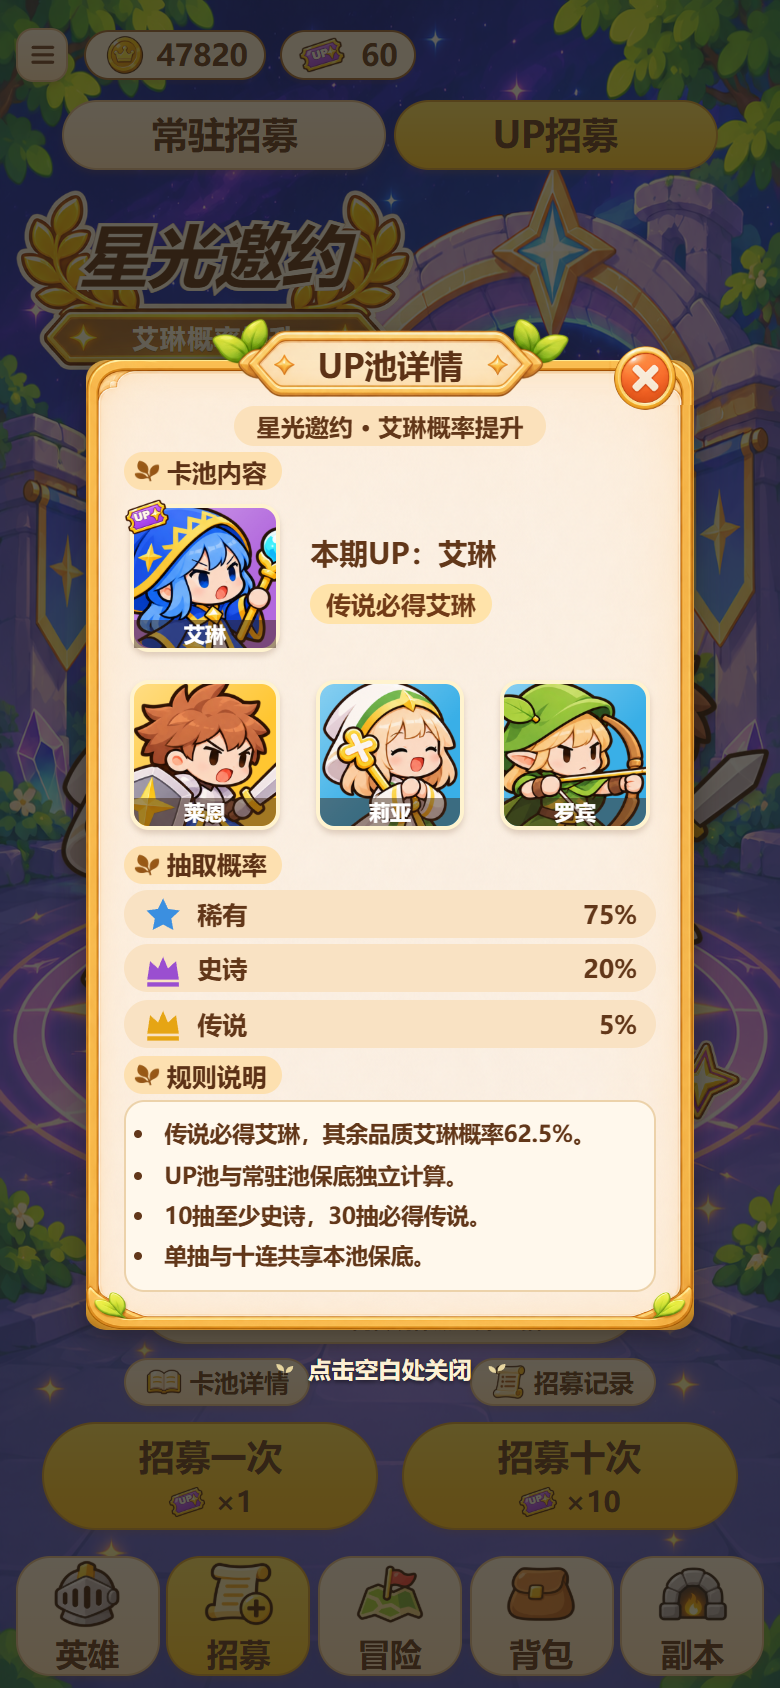 47820
UP
60
常驻招募
UP招募
星光邀约
UP池详情
星光邀约·艾琳概率提升
卡池内容
UP
艾琳
本期UP：艾琳
传说必得艾琳
莱恩
莉亚
罗宾
抽取概率
稀有 75%
史诗 20%
传说 5%
规则说明
• 传说必得艾琳，其余品质艾琳概率62.5%。
• UP池与常驻池保底独立计算。
• 10抽至少史诗，30抽必得传说。
• 单抽与十连共享本池保底。
点击空白处关闭
卡池详情
招募记录
招募一次
UP ×1
招募十次
UP ×10
英雄
招募
冒险
背包
副本